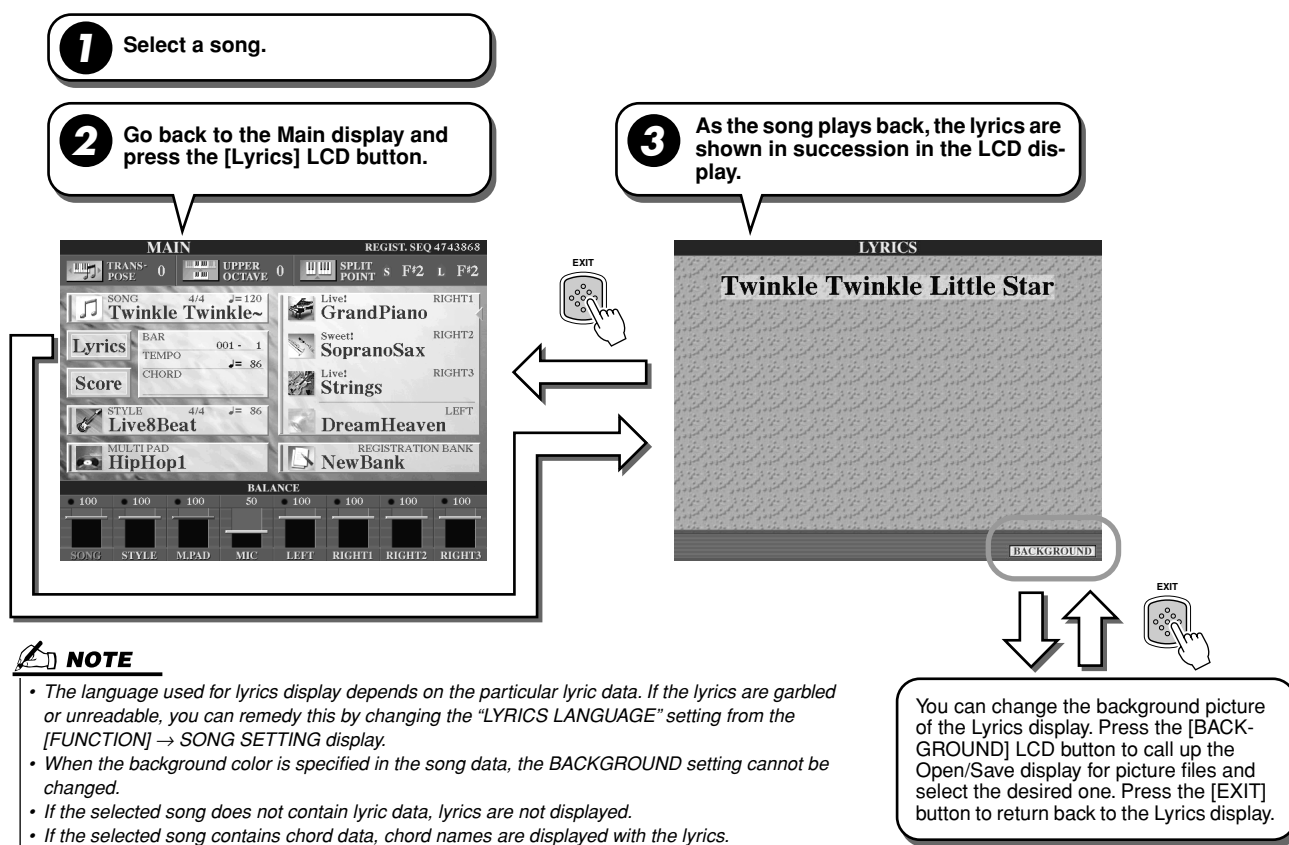 1 Select a song.
2 Go back to the Main display and
press the [Lyrics] LCD button.
3 As the song plays back, the lyrics are
shown in succession in the LCD dis-
play.
MAIN REGIST. SEQ 4743868
TRANS-
POSE 0 UPPER
OCTAVE 0 SPLIT
POINT S F#2 L F#2
SONG 4/4 ♩=120
Twinkle Twinkle~
Lyrics
BAR 001 - 1
TEMPO ♩= 86
CHORD
Score
STYLE 4/4 ♩= 86
Live8Beat
MULTI PAD
HipHop1
Live! RIGHT1
GrandPiano
Sweet! RIGHT2
SopranoSax
Live! RIGHT3
Strings
LEFT
DreamHeaven
REGISTRATION BANK
NewBank
BALANCE
100 100 100 50 100 100 100 100
SONG STYLE M.PAD MIC LEFT RIGHT1 RIGHT2 RIGHT3
EXIT
LYRICS
Twinkle Twinkle Little Star
BACKGROUND
EXIT
NOTE
• The language used for lyrics display depends on the particular lyric data. If the lyrics are garbled
or unreadable, you can remedy this by changing the “LYRICS LANGUAGE” setting from the
[FUNCTION] → SONG SETTING display.
• When the background color is specified in the song data, the BACKGROUND setting cannot be
changed.
• If the selected song does not contain lyric data, lyrics are not displayed.
• If the selected song contains chord data, chord names are displayed with the lyrics.
You can change the background picture
of the Lyrics display. Press the [BACK-
GROUND] LCD button to call up the
Open/Save display for picture files and
select the desired one. Press the [EXIT]
button to return back to the Lyrics display.